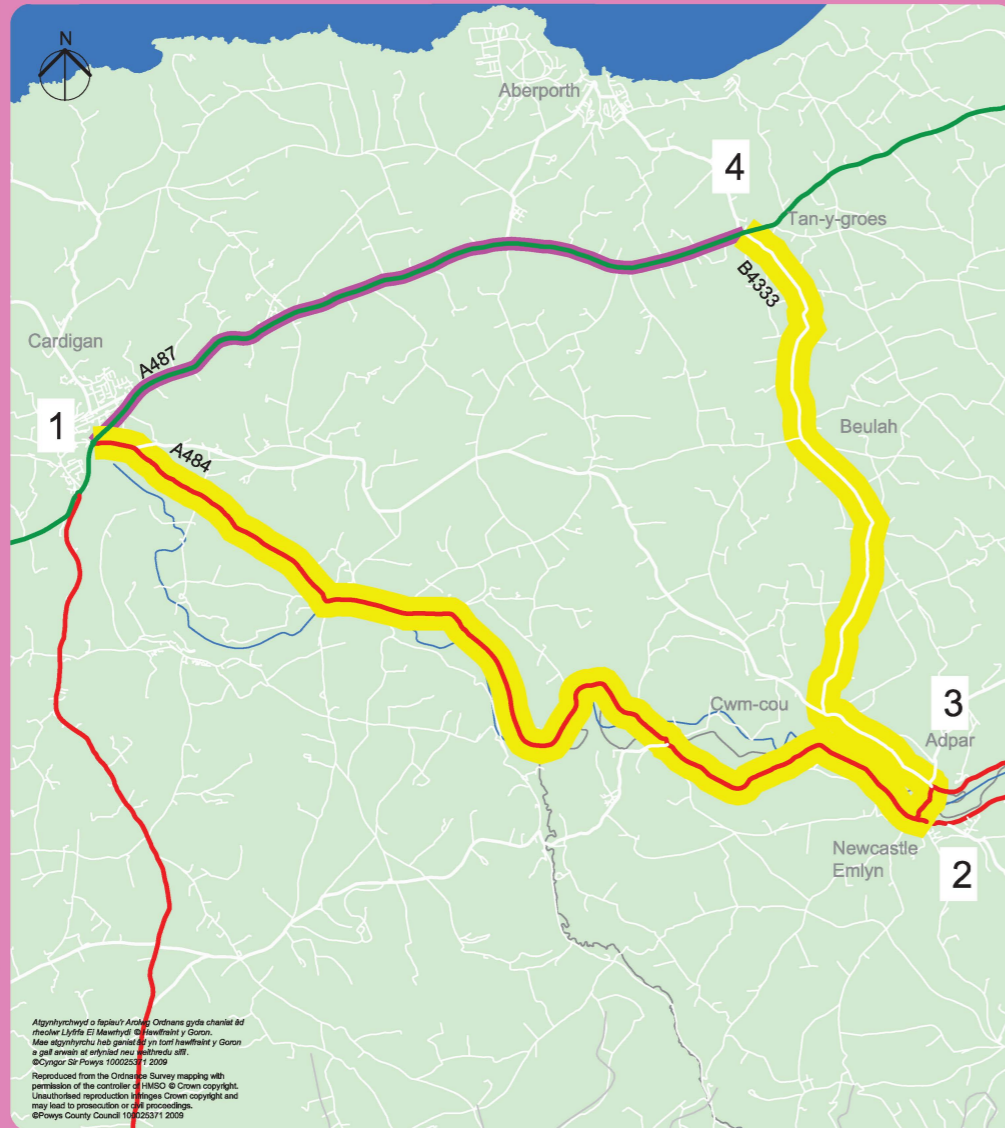 N
Aberporth
4
Tan-y-groes
B4333
Cardigan
A487
1
A484
Beulah
Cwm-cou
3
Adpar
Newcastle
Emlyn
2
Atgynhyrchwyd o fapiau'r Arolwg Ordnans gyda chaniatâd
rheolwr Llyfrfa Ei Mawrhydi © Hawlfraint y Goron.
Mae atgynhyrchu heb ganiatâd yn torri hawlfraint y Goron
a gall arwain at erlyniad neu weithredu sifil.
©Cyngor Sir Powys 100025371 2009
Reproduced from the Ordnance Survey mapping with
permission of the controller of HMSO © Crown copyright.
Unauthorised reproduction infringes Crown copyright and
may lead to prosecution or civil proceedings.
©Powys County Council 100025371 2009